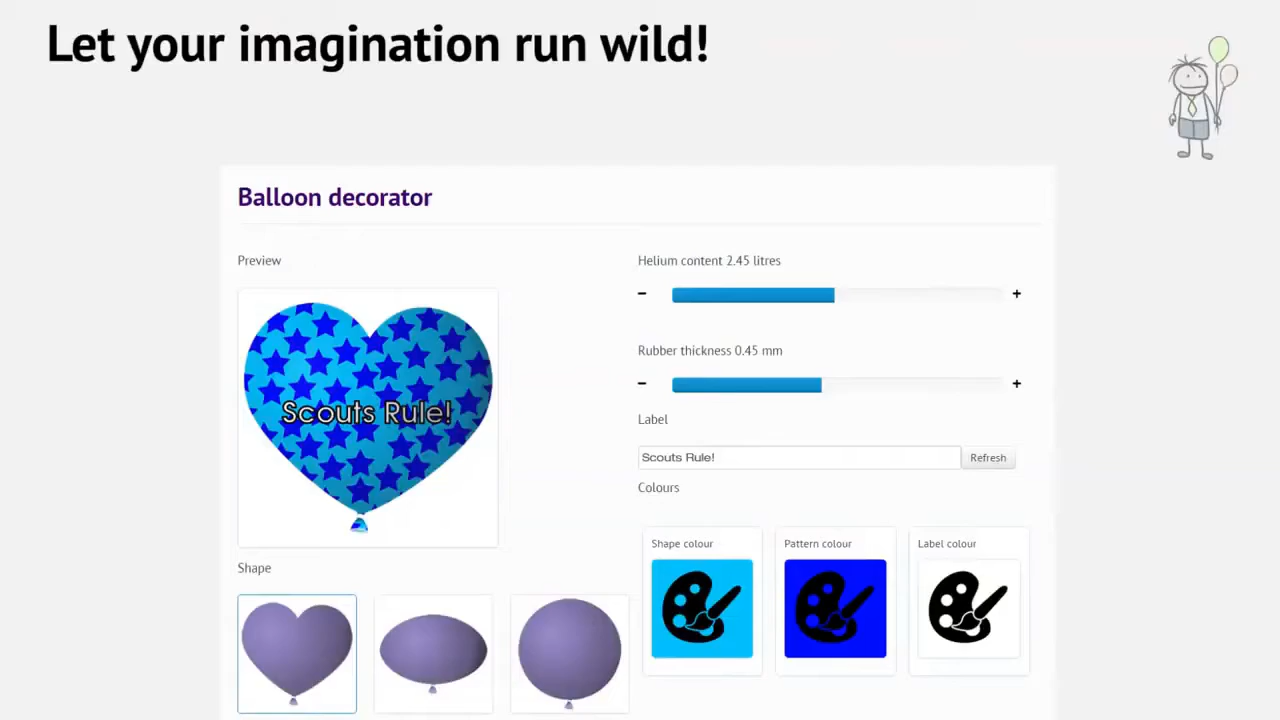 Let your imagination run wild!
Balloon decorator
Preview
Scouts Rule!
Shape
Helium content 2.45 litres
− +
Rubber thickness 0.45 mm
− +
Label
Scouts Rule! Refresh
Colours
Shape colour Pattern colour Label colour